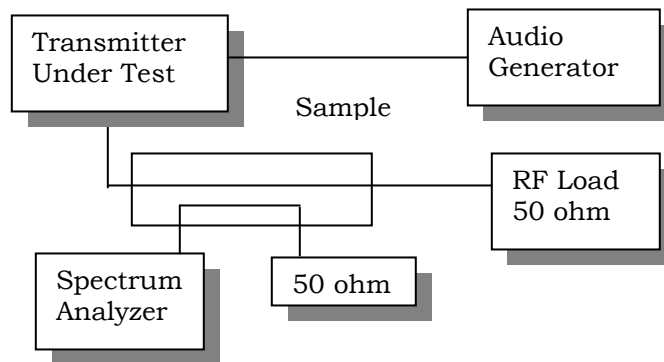 Transmitter
Under Test
Audio
Generator
Sample
RF Load
50 ohm
Spectrum
Analyzer
50 ohm